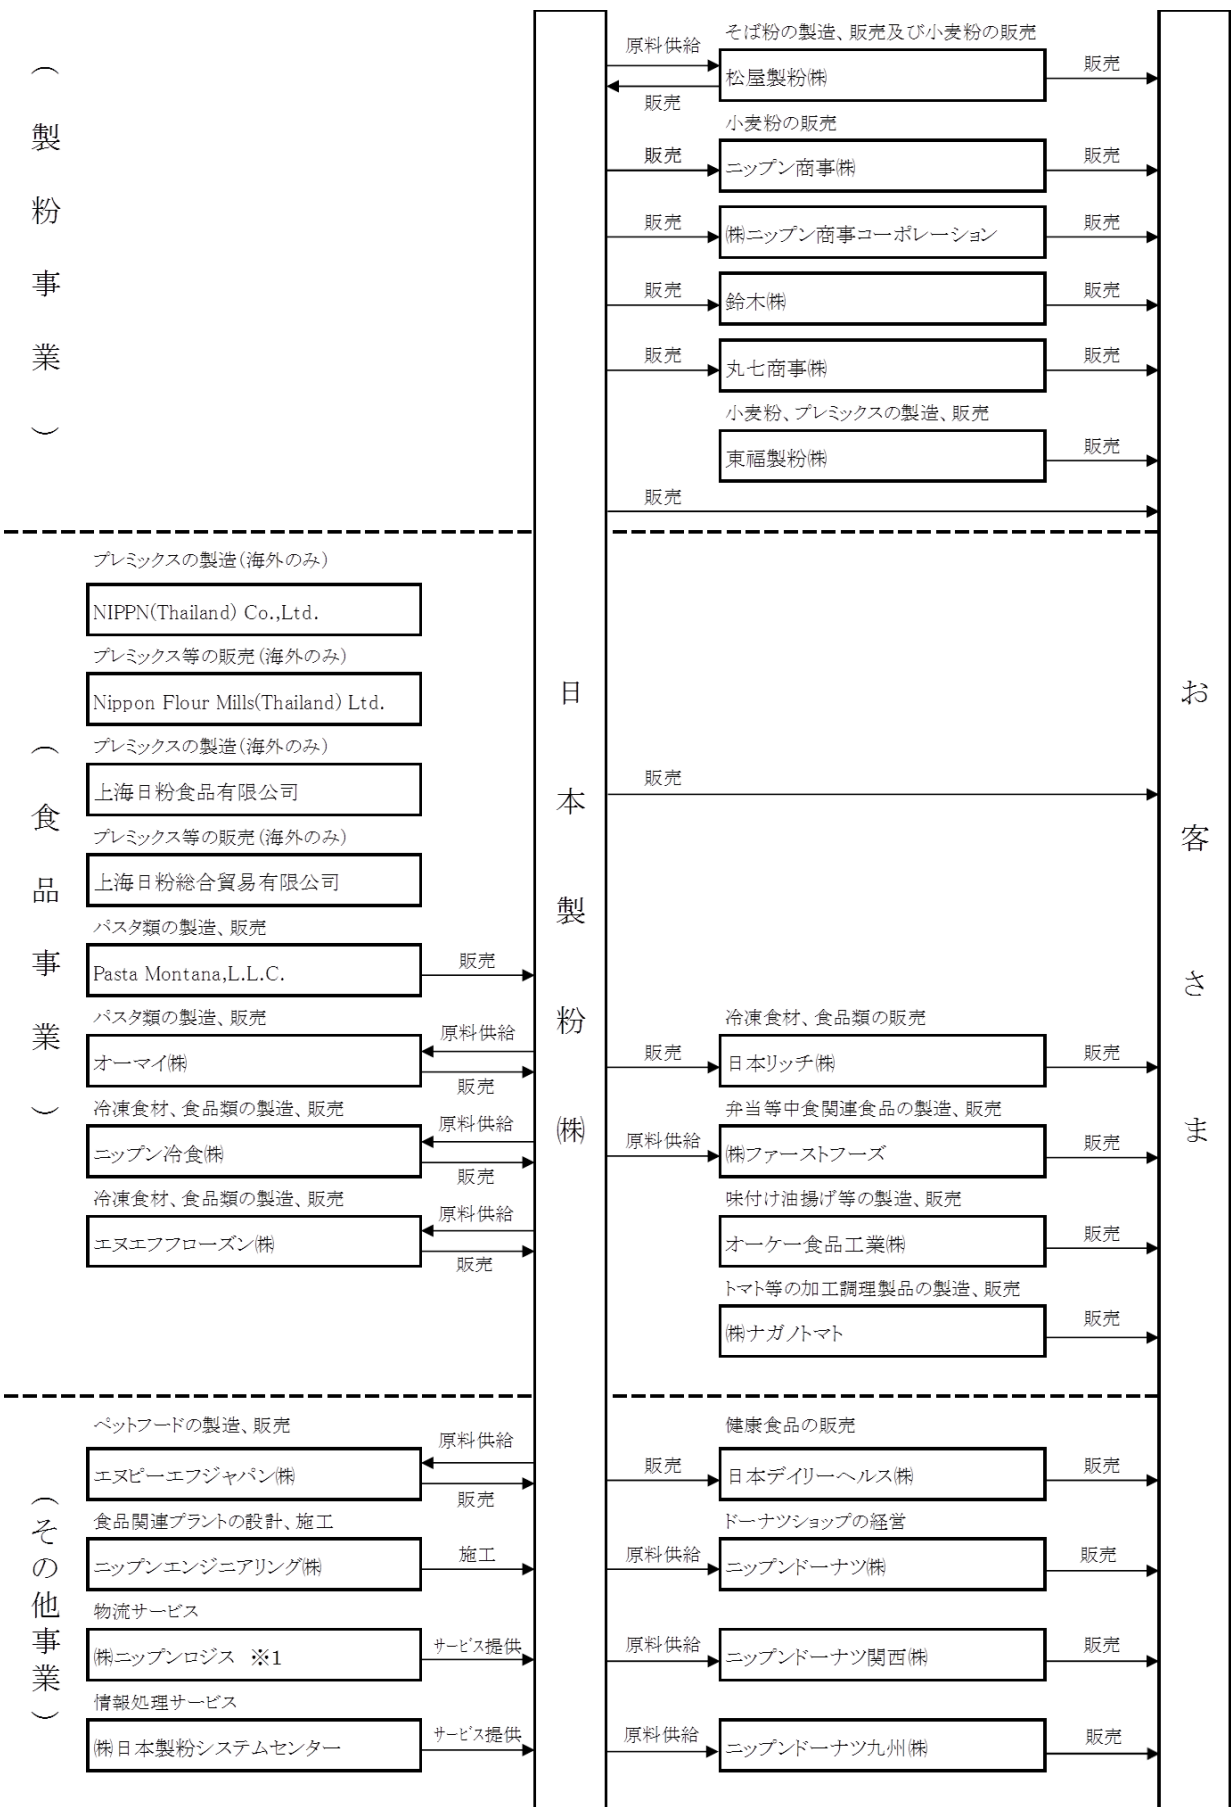 （製粉事業）
そば粉の製造、販売及び小麦粉の販売
原料供給
松屋製粉㈱
販売
販売
小麦粉の販売
販売
ニップン商事㈱
販売
販売
㈱ニップン商事コーポレーション
販売
販売
鈴木㈱
販売
販売
丸七商事㈱
販売
小麦粉、プレミックスの製造、販売
東福製粉㈱
販売
販売
（食品事業）
プレミックスの製造(海外のみ)
NIPPN(Thailand) Co.,Ltd.
プレミックス等の販売(海外のみ)
Nippon Flour Mills(Thailand) Ltd.
プレミックスの製造(海外のみ)
上海日粉食品有限公司
プレミックス等の販売(海外のみ)
上海日粉総合貿易有限公司
パスタ類の製造、販売
Pasta Montana,L.L.C.
販売
パスタ類の製造、販売
オーマイ㈱
原料供給
販売
冷凍食材、食品類の製造、販売
ニップン冷食㈱
原料供給
販売
冷凍食材、食品類の製造、販売
エヌエフフローズン㈱
原料供給
販売
日本製粉㈱
販売
冷凍食材、食品類の販売
販売
日本リッチ㈱
販売
弁当等中食関連食品の製造、販売
原料供給
㈱ファーストフーズ
販売
味付け油揚げ等の製造、販売
オーケー食品工業㈱
販売
トマト等の加工調理製品の製造、販売
㈱ナガノトマト
販売
お客さま
（その他事業）
ペットフードの製造、販売
エヌピーエフジャパン㈱
原料供給
販売
食品関連プラントの設計、施工
ニップンエンジニアリング㈱
施工
物流サービス
㈱ニップンロジス ※1
サービス提供
情報処理サービス
㈱日本製粉システムセンター
サービス提供
健康食品の販売
販売
日本デイリーヘルス㈱
販売
ドーナツショップの経営
原料供給
ニップンドーナツ㈱
販売
原料供給
ニップンドーナツ関西㈱
販売
原料供給
ニップンドーナツ九州㈱
販売